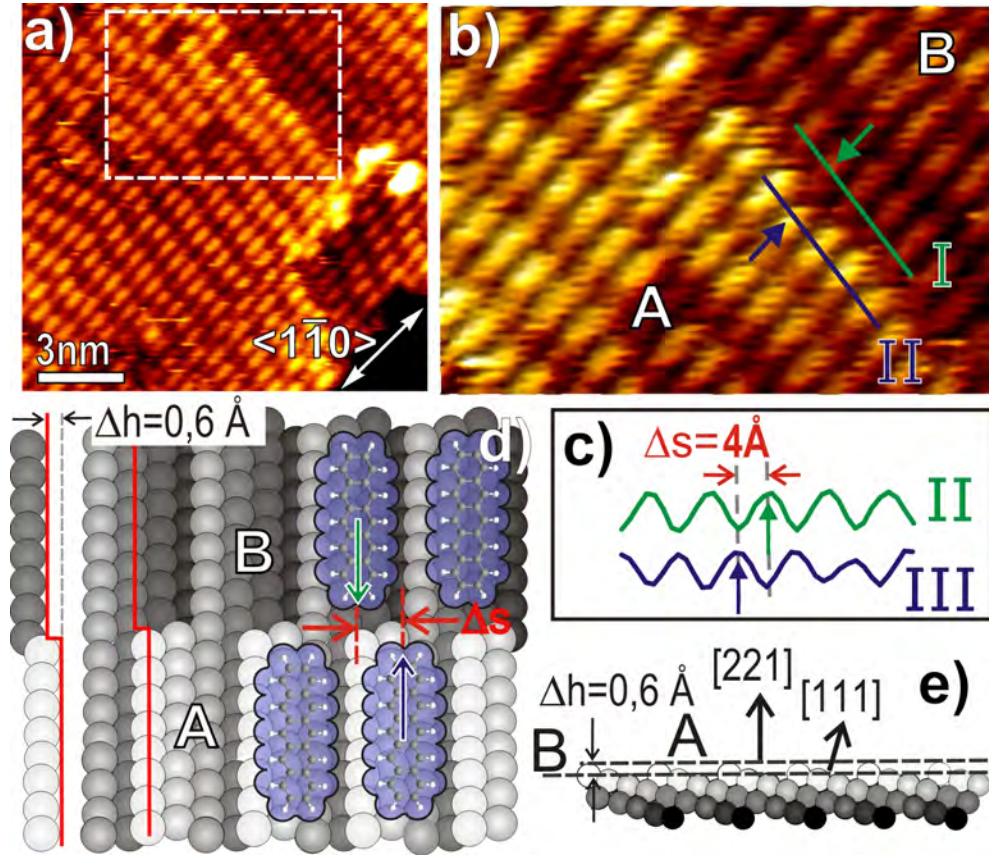 a)
3nm
<11̅0>
b)
B
A
I
II
Δh=0,6 Å
d)
B
A
Δs
c)
Δs=4Å
II
III
e)
Δh=0,6 Å
[221]
[111]
A
B